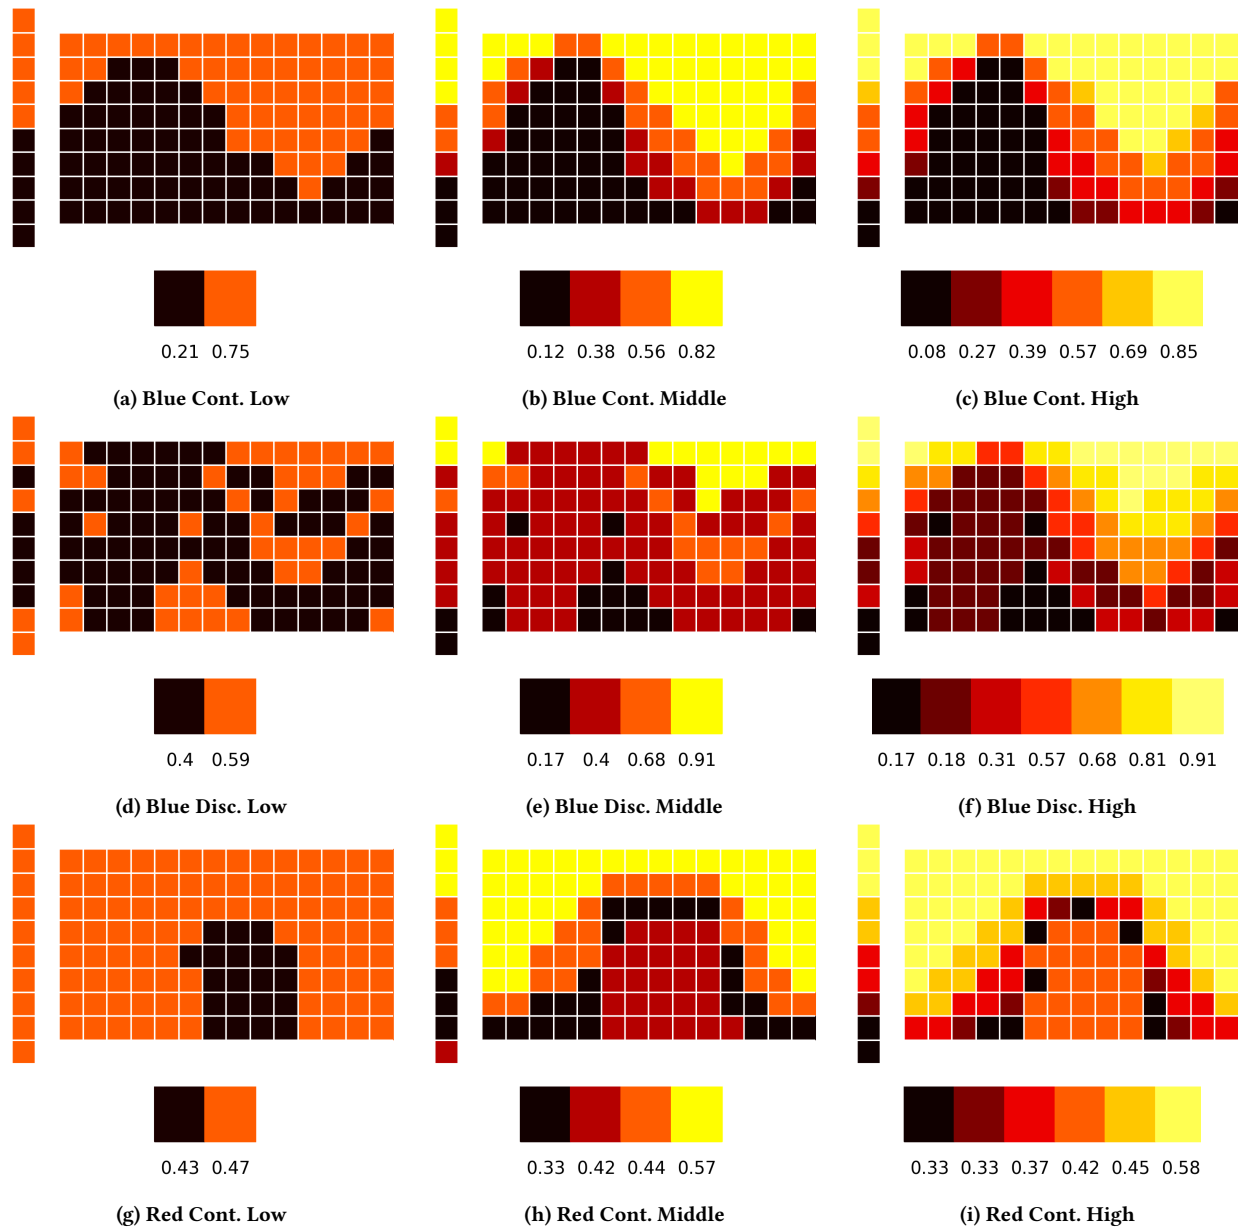 0.21 0.75
0.12 0.38 0.56 0.82
0.08 0.27 0.39 0.57 0.69 0.85
(a) Blue Cont. Low
(b) Blue Cont. Middle
(c) Blue Cont. High
0.4 0.59
0.17 0.4 0.68 0.91
0.17 0.18 0.31 0.57 0.68 0.81 0.91
(d) Blue Disc. Low
(e) Blue Disc. Middle
(f) Blue Disc. High
0.43 0.47
0.33 0.42 0.44 0.57
0.33 0.33 0.37 0.42 0.45 0.58
(g) Red Cont. Low
(h) Red Cont. Middle
(i) Red Cont. High